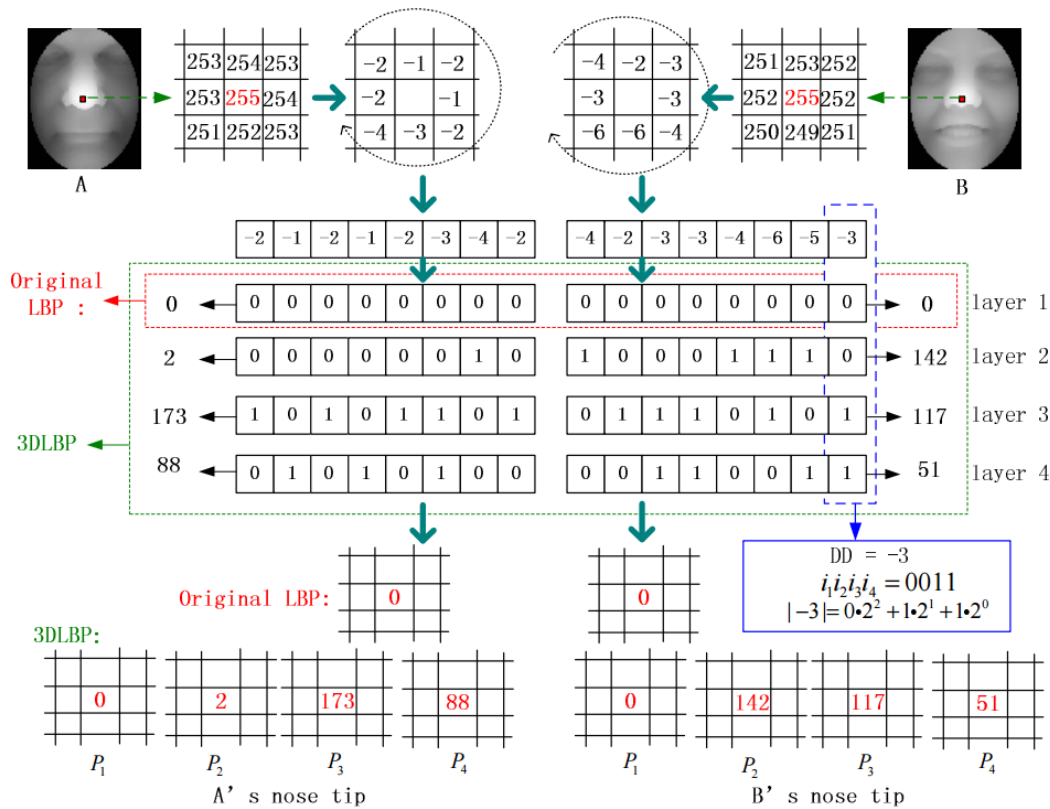 253 254 253 -2 -1 -2 -4 -2 -3 251 253 252
253 255 254 -2 -1 -3 -3 252 255 252
251 252 253 -4 -3 -2 -6 -6 -4 250 249 251
A B
-2 -1 -2 -1 -2 -3 -4 -2 -4 -2 -3 -3 -4 -6 -5 -3
Original
LBP : 0 0 0 0 0 0 0 0 0 0 0 0 0 0 0 0 0 0 layer 1
2 0 0 0 0 0 0 1 0 1 0 0 0 1 1 1 0 142 layer 2
173 1 0 1 0 1 1 0 1 0 1 1 1 0 1 0 1 117 layer 3
3DLBP
88 0 1 0 1 0 1 0 0 0 0 1 1 0 0 1 1 51 layer 4
DD = -3
i₁i₂i₃i₄ = 0011
|-3| = 0•2² + 1•2¹ + 1•2⁰
Original LBP: 0 0
3DLBP:
0 2 173 88 0 142 117 51
P₁ P₂ P₃ P₄ P₁ P₂ P₃ P₄
A' s nose tip B' s nose tip